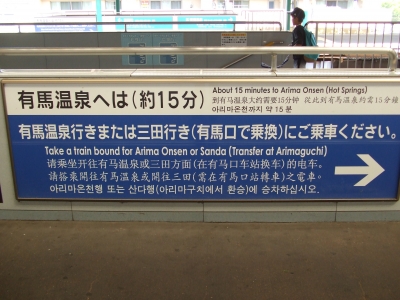 有馬温泉へは(約15分)
About 15 minutes to Arima Onsen (Hot Springs)
到有马温泉大约需要15分钟 從此到有馬溫泉約需15分鐘
아리마온천까지 약 15 분
有馬温泉行きまたは三田行き(有馬口で乗換)にご乗車ください。
Take a train bound for Arima Onsen or Sanda (Transfer at Arimaguchi)
请乘坐开往有马温泉或三田方面(在有马口车站换车)的电车。
請搭乘開往有馬溫泉或開往三田(需在有馬口站轉車)之電車。
아리마온천행 또는 산다행(아리마구치에서 환승)에 승차하십시오.